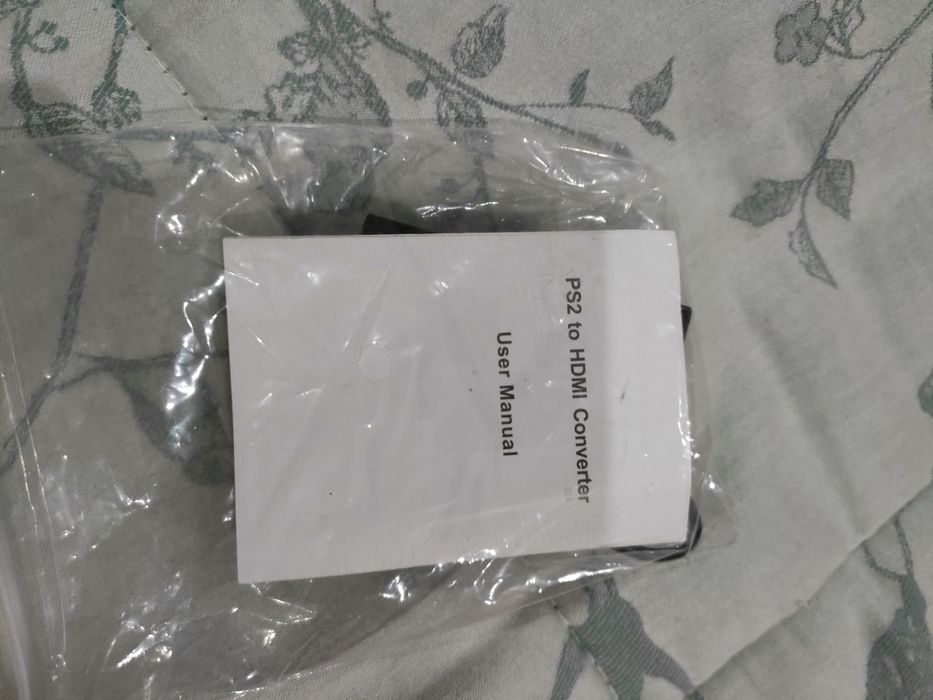 PS2 to HDMI Converter
User Manual